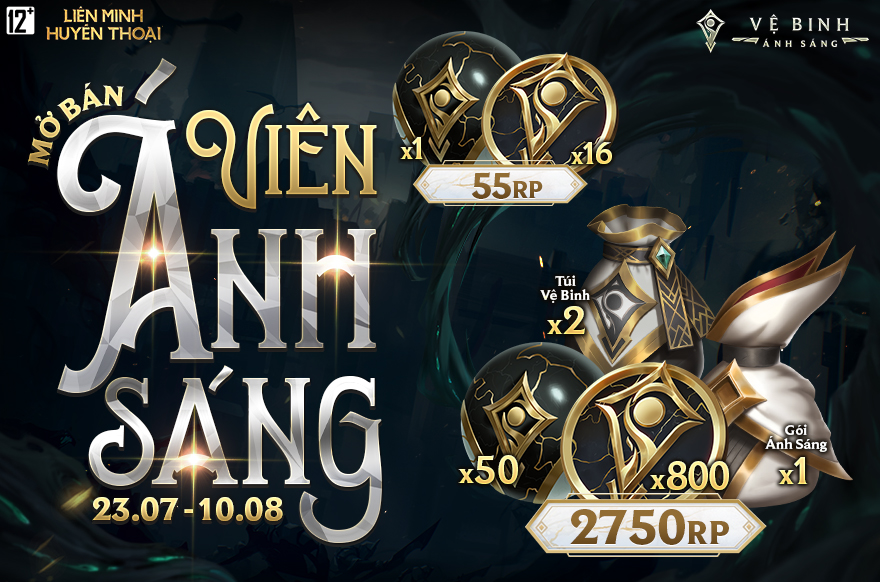 12+
LIÊN MINH
HUYỀN THOẠI
VỆ BINH
ÁNH SÁNG
MỞ BÁN
VIÊN
ÁNH
SÁNG
23.07 - 10.08
x1
x16
55RP
Túi
Vệ Binh
x2
Gói
Ánh Sáng
x1
x50
x800
2750RP